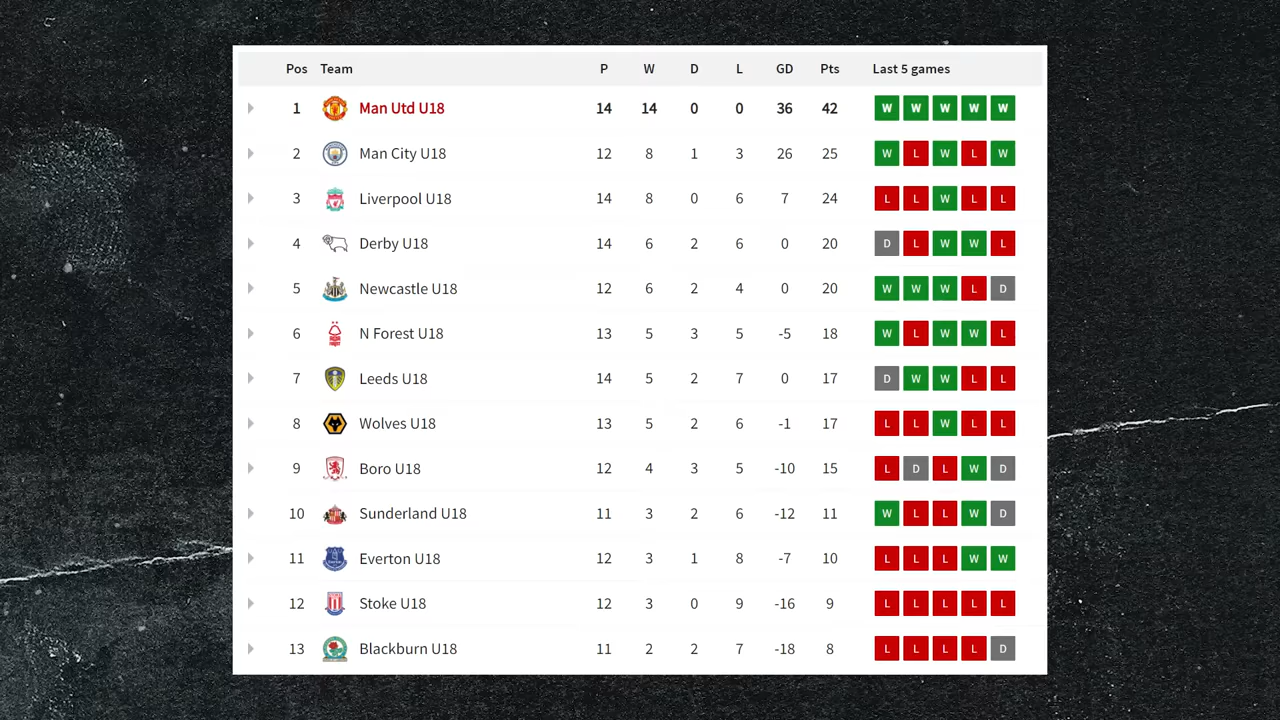 Pos Team P W D L GD Pts Last 5 games
1 Man Utd U18 14 14 0 0 36 42 W W W W W
2 Man City U18 12 8 1 3 26 25 W L W L W
3 Liverpool U18 14 8 0 6 7 24 L L W L L
4 Derby U18 14 6 2 6 0 20 D L W W L
5 Newcastle U18 12 6 2 4 0 20 W W W L D
6 N Forest U18 13 5 3 5 -5 18 W L W W L
7 Leeds U18 14 5 2 7 0 17 D W W L L
8 Wolves U18 13 5 2 6 -1 17 L L W L L
9 Boro U18 12 4 3 5 -10 15 L D L W D
10 Sunderland U18 11 3 2 6 -12 11 W L L W D
11 Everton U18 12 3 1 8 -7 10 L L L W W
12 Stoke U18 12 3 0 9 -16 9 L L L L L
13 Blackburn U18 11 2 2 7 -18 8 L L L L D